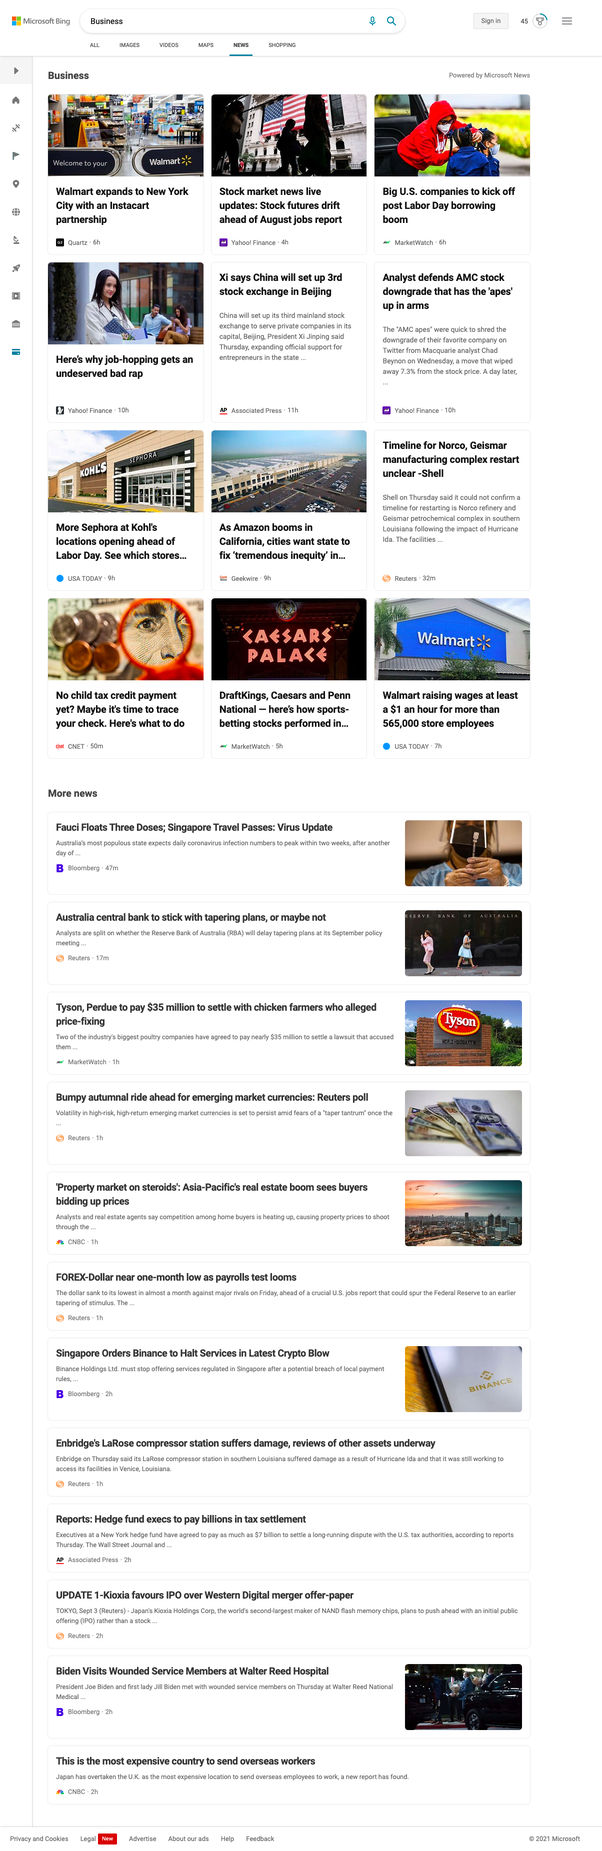 Microsoft Bing
Business
Sign in
45
ALL
IMAGES
VIDEOS
MAPS
NEWS
SHOPPING
Business
Powered by Microsoft News
Welcome to your
Walmart
Walmart expands to New York
City with an Instacart
partnership
Quartz · 6h
Stock market news live
updates: Stock futures drift
ahead of August jobs report
Yahoo! Finance · 4h
Big U.S. companies to kick off
post Labor Day borrowing
boom
MarketWatch · 6h
Here's why job-hopping gets an
undeserved bad rap
Yahoo! Finance · 10h
Xi says China will set up 3rd
stock exchange in Beijing
China will set up its third mainland stock
exchange to serve private companies in its
capital, Beijing, President Xi Jinping said
Thursday, expanding official support for
entrepreneurs in the state ...
AP
Associated Press · 11h
Analyst defends AMC stock
downgrade that has the 'apes'
up in arms
The "AMC apes" were quick to shred the
downgrade of their favorite company on
Twitter from Macquarie analyst Chad
Beynon on Wednesday, a move that wiped
away 7.3% from the stock price. A day later,
...
Yahoo! Finance · 10h
KOHL'S
SEPHORA
More Sephora at Kohl's
locations opening ahead of
Labor Day. See which stores...
USA TODAY · 9h
As Amazon booms in
California, cities want state to
fix 'tremendous inequity' in...
Geekwire · 9h
Timeline for Norco, Geismar
manufacturing complex restart
unclear -Shell
Shell on Thursday said it could not confirm a
timeline for restarting is Norco refinery and
Geismar petrochemical complex in southern
Louisiana following the impact of Hurricane
Ida. The facilities ...
Reuters · 32m
No child tax credit payment
yet? Maybe it's time to trace
your check. Here's what to do
CNET · 50m
CAESARS
PALACE
DraftKings, Caesars and Penn
National — here's how sports-
betting stocks performed in...
MarketWatch · 5h
Walmart
Walmart raising wages at least
a $1 an hour for more than
565,000 store employees
USA TODAY · 7h
More news
Fauci Floats Three Doses; Singapore Travel Passes: Virus Update
Australia's most populous state expects daily coronavirus infection numbers to peak within two weeks, after another
day of ...
B
Bloomberg · 47m
Australia central bank to stick with tapering plans, or maybe not
Analysts are split on whether the Reserve Bank of Australia (RBA) will delay tapering plans at its September policy
meeting ...
Reuters · 17m
RESERVE BANK OF AUSTRALIA
Tyson, Perdue to pay $35 million to settle with chicken farmers who alleged
price-fixing
Two of the industry's biggest poultry companies have agreed to pay nearly $35 million to settle a lawsuit that accused
them ...
MarketWatch · 1h
Tyson
Bumpy autumnal ride ahead for emerging market currencies: Reuters poll
Volatility in high-risk, high-return emerging market currencies is set to persist amid fears of a "taper tantrum" once the
...
Reuters · 1h
'Property market on steroids': Asia-Pacific's real estate boom sees buyers
bidding up prices
Analysts and real estate agents say competition among home buyers is heating up, causing property prices to shoot
through the ...
CNBC · 1h
FOREX-Dollar near one-month low as payrolls test looms
The dollar sank to its lowest in almost a month against major rivals on Friday, ahead of a crucial U.S. jobs report that could spur the Federal Reserve to an earlier
tapering of stimulus. The ...
Reuters · 1h
Singapore Orders Binance to Halt Services in Latest Crypto Blow
Binance Holdings Ltd. must stop offering services regulated in Singapore after a potential breach of local payment
rules, ...
B
Bloomberg · 2h
BINANCE
Enbridge's LaRose compressor station suffers damage, reviews of other assets underway
Enbridge on Thursday said its LaRose compressor station in southern Louisiana suffered damage as a result of Hurricane Ida and that it was still working to
access its facilities in Venice, Louisiana.
Reuters · 1h
Reports: Hedge fund execs to pay billions in tax settlement
Executives at a New York hedge fund have agreed to pay as much as $7 billion to settle a long-running dispute with the U.S. tax authorities, according to reports
Thursday. The Wall Street Journal and ...
AP
Associated Press · 2h
UPDATE 1-Kioxia favours IPO over Western Digital merger offer-paper
TOKYO, Sept 3 (Reuters) - Japan's Kioxia Holdings Corp, the world's second-largest maker of NAND flash memory chips, plans to push ahead with an initial public
offering (IPO) rather than a stock ...
Reuters · 2h
Biden Visits Wounded Service Members at Walter Reed Hospital
President Joe Biden and first lady Jill Biden met with wounded service members on Thursday at Walter Reed National
Medical ...
B
Bloomberg · 2h
This is the most expensive country to send overseas workers
Japan has overtaken the U.K. as the most expensive location to send overseas employees to work, a new report has found.
CNBC · 2h
Privacy and Cookies
Legal
New
Advertise
About our ads
Help
Feedback
© 2021 Microsoft